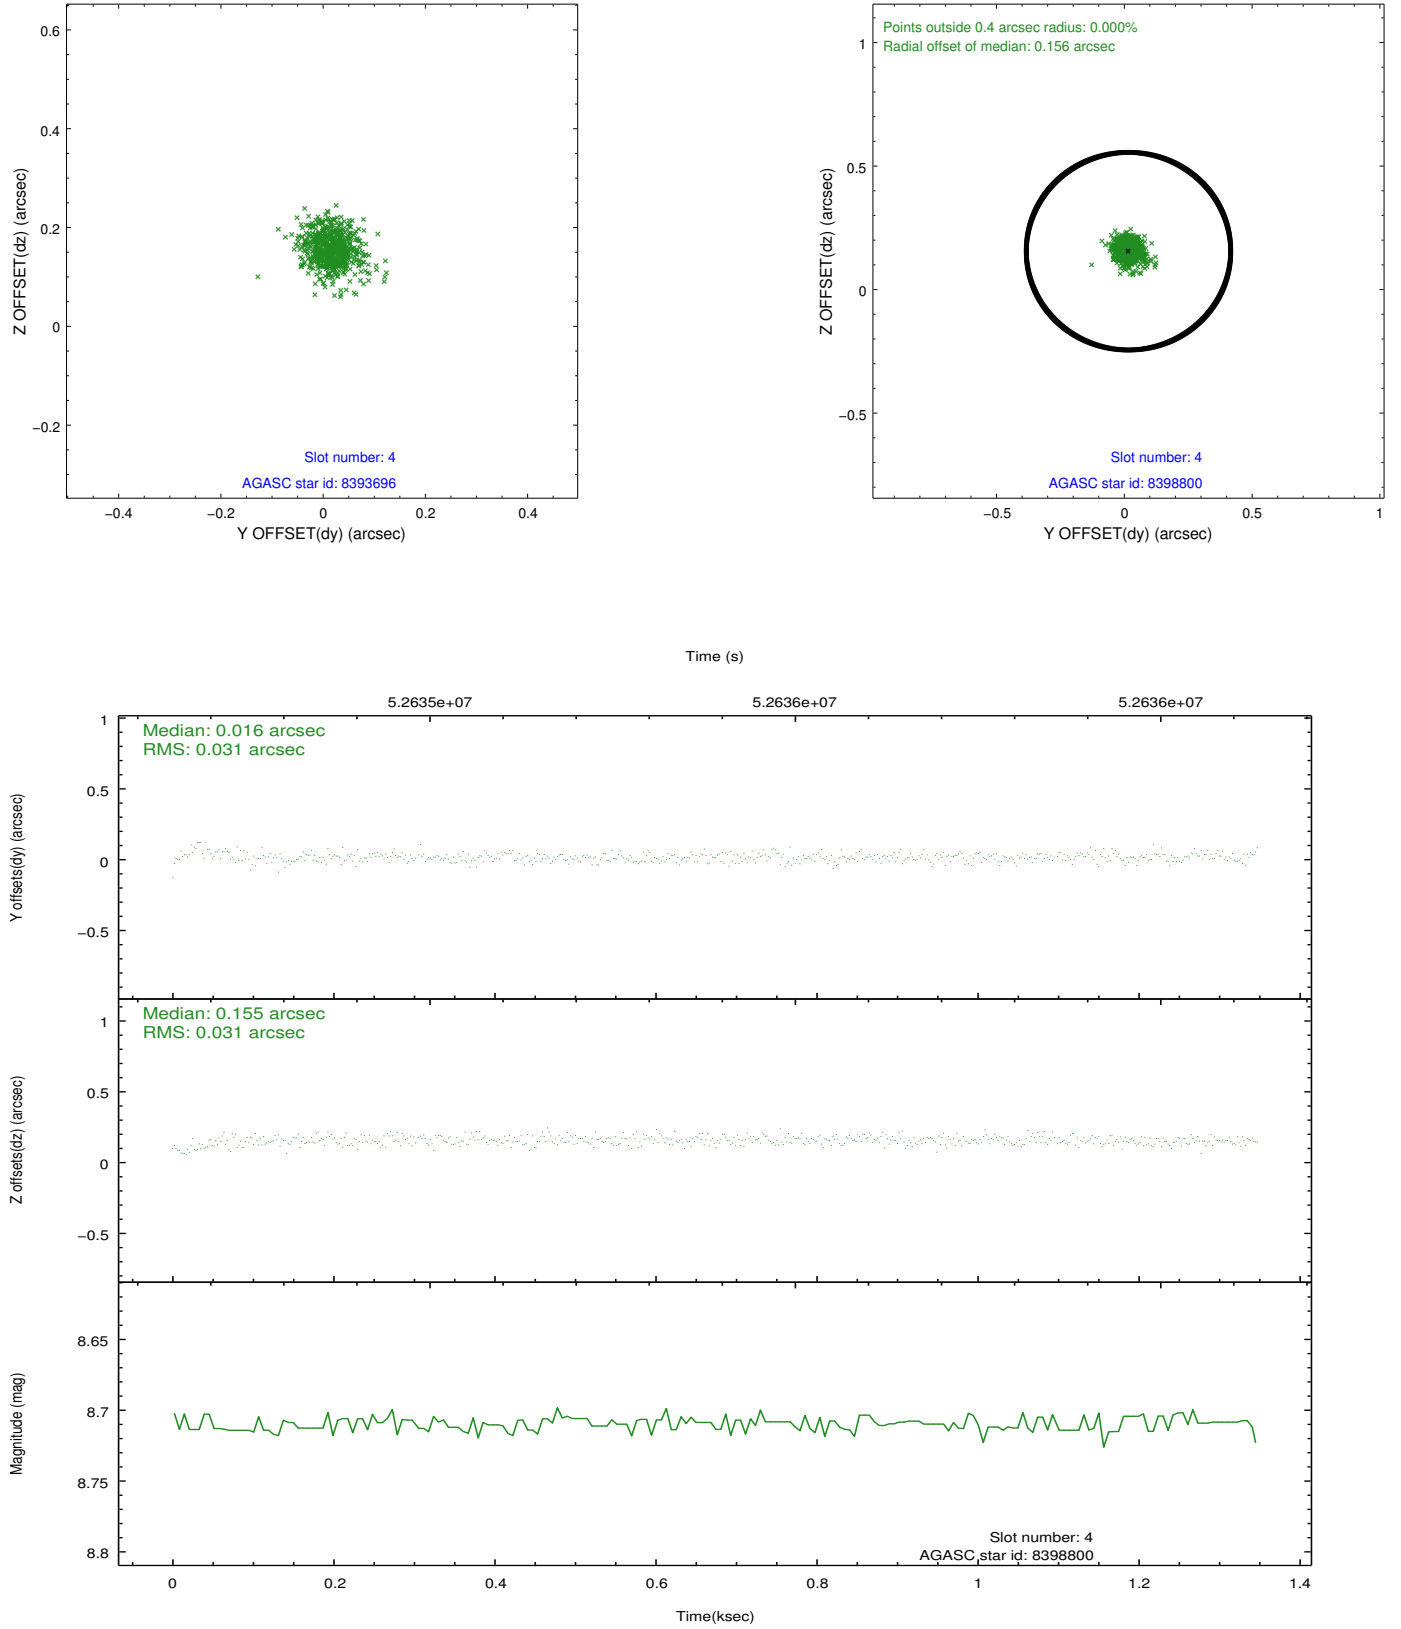 0.6
0.4
0.2
0
−0.2
Z OFFSET(dz) (arcsec)
Slot number: 4
AGASC star id: 8393696
−0.4 −0.2 0 0.2 0.4
Y OFFSET(dy) (arcsec)
Points outside 0.4 arcsec radius: 0.000%
Radial offset of median: 0.156 arcsec
1
0.5
0
−0.5
Z OFFSET(dz) (arcsec)
Slot number: 4
AGASC star id: 8398800
−0.5 0 0.5 1
Y OFFSET(dy) (arcsec)
Time (s)
5.2635e+07 5.2636e+07 5.2636e+07
Median: 0.016 arcsec
RMS: 0.031 arcsec
1
0.5
0
−0.5
Y offsets(dy) (arcsec)
Median: 0.155 arcsec
RMS: 0.031 arcsec
1
0.5
0
−0.5
Z offsets(dz) (arcsec)
8.65
8.7
8.75
8.8
Magnitude (mag)
Slot number: 4
AGASC star id: 8398800
0 0.2 0.4 0.6 0.8 1 1.2 1.4
Time(ksec)